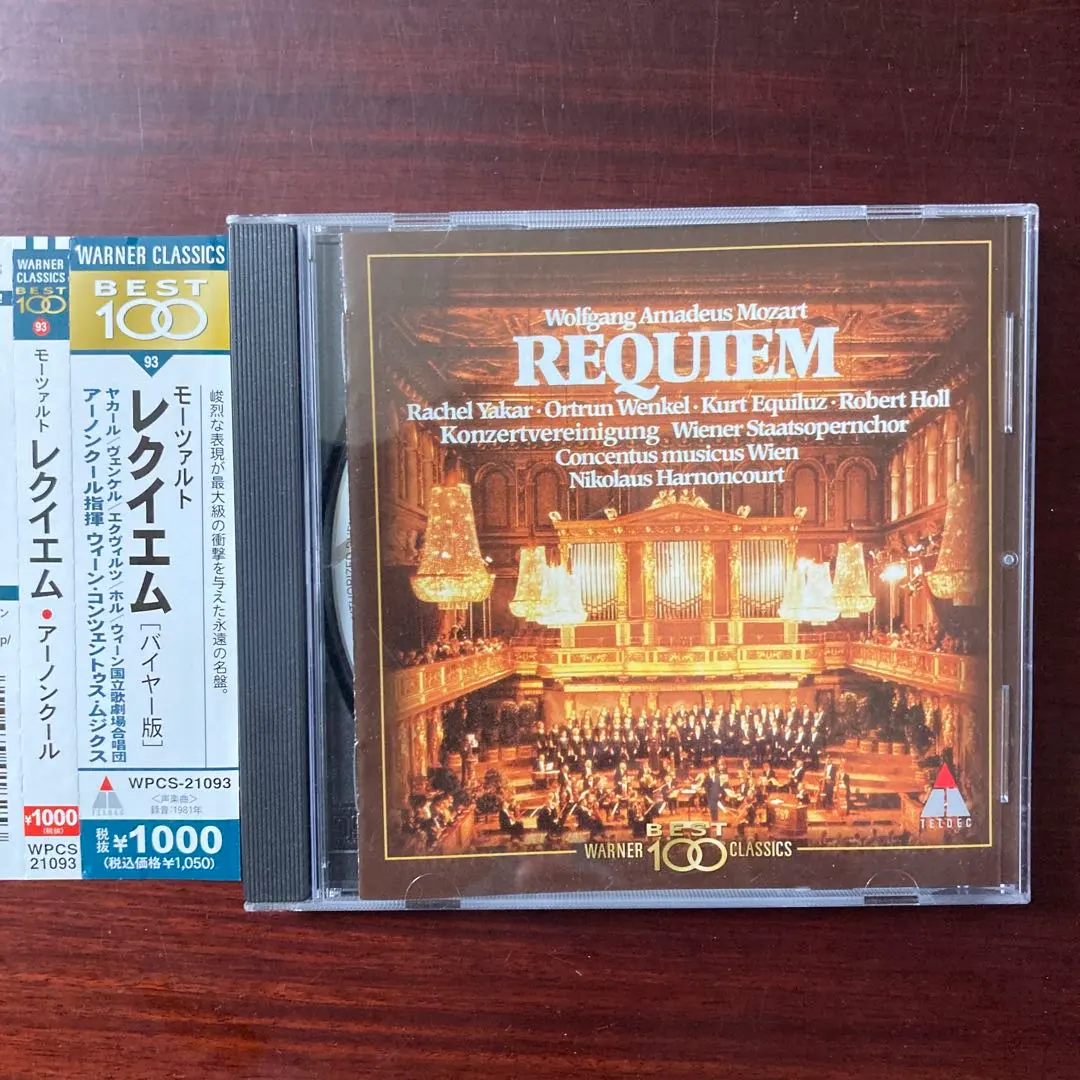 WARNER
CLASSICS
BEST
100
93
モーツァルト
レクイエム・アーノンクール
¥1000
(税抜)
WPCS
21093
p/
WARNER CLASSICS
BEST
100
93
峻烈な表現が最大級の衝撃を与えた永遠の名盤。
モーツァルト
レクイエム[バイヤー版]
ヤカール/ヴェンケル/エクヴィルツ/ホル/ウィーン国立歌劇場合唱団
アーノンクール指揮 ウィーン・コンツェントゥス・ムジクス
WPCS-21093
<声楽曲>
録音:1981年
TELDEC
税抜 ¥1000
(税込価格¥1,050)
Wolfgang Amadeus Mozart
REQUIEM
Rachel Yakar・Ortrun Wenkel・Kurt Equiluz・Robert Holl
Konzertvereinigung Wiener Staatsopernchor
Concentus musicus Wien
Nikolaus Harnoncourt
TELDEC
BEST
WARNER 100 CLASSICS